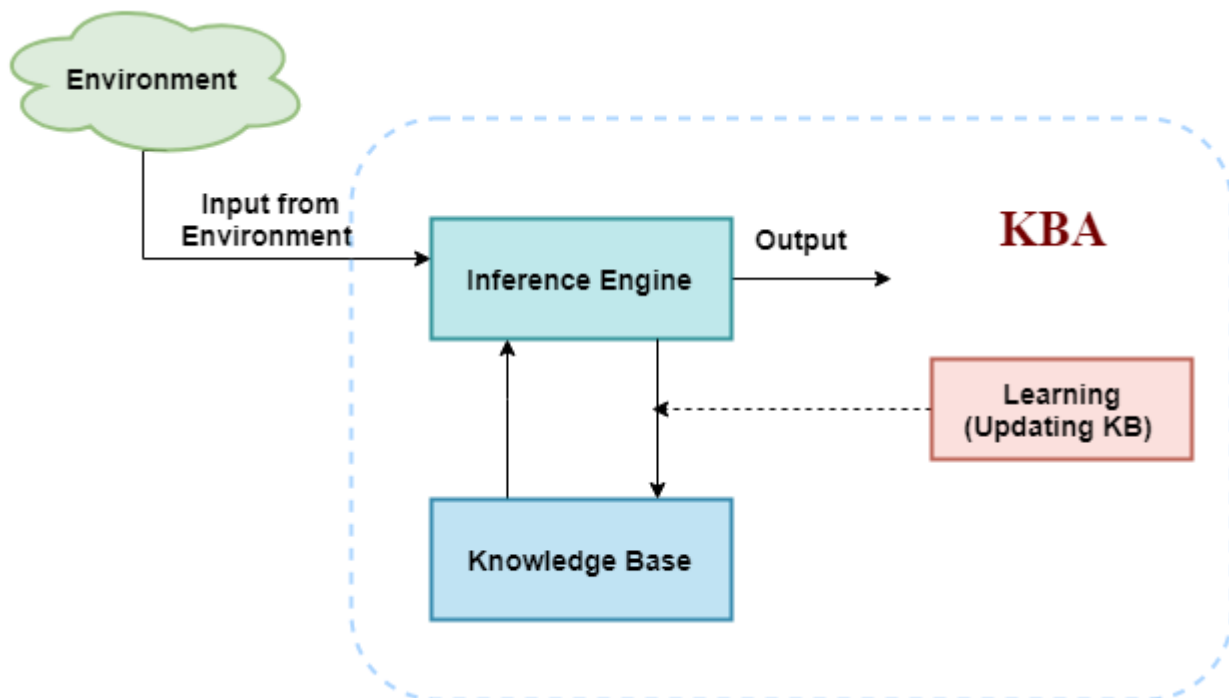 Environment
Input from
Environment
Inference Engine
Output
KBA
Learning
(Updating KB)
Knowledge Base